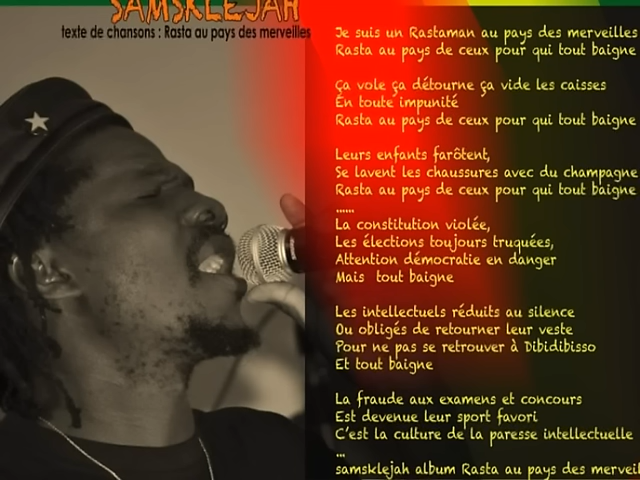 SAMSKLEJAH
texte de chansons : Rasta au pays des merveilles
Je suis un Rastaman au pays des merveilles
Rasta au pays de ceux pour qui tout baigne
Ça vole ça détourne ça vide les caisses
En toute impunité
Rasta au pays de ceux pour qui tout baigne
Leurs enfants farôtent,
Se lavent les chaussures avec du champagne
Rasta au pays de ceux pour qui tout baigne
......
La constitution violée,
Les élections toujours truquées,
Attention démocratie en danger
Mais tout baigne
Les intellectuels réduits au silence
Ou obligés de retourner leur veste
Pour ne pas se retrouver à Dibidibisso
Et tout baigne
La fraude aux examens et concours
Est devenue leur sport favori
C'est la culture de la paresse intellectuelle
...
samsklejah album Rasta au pays des merveil